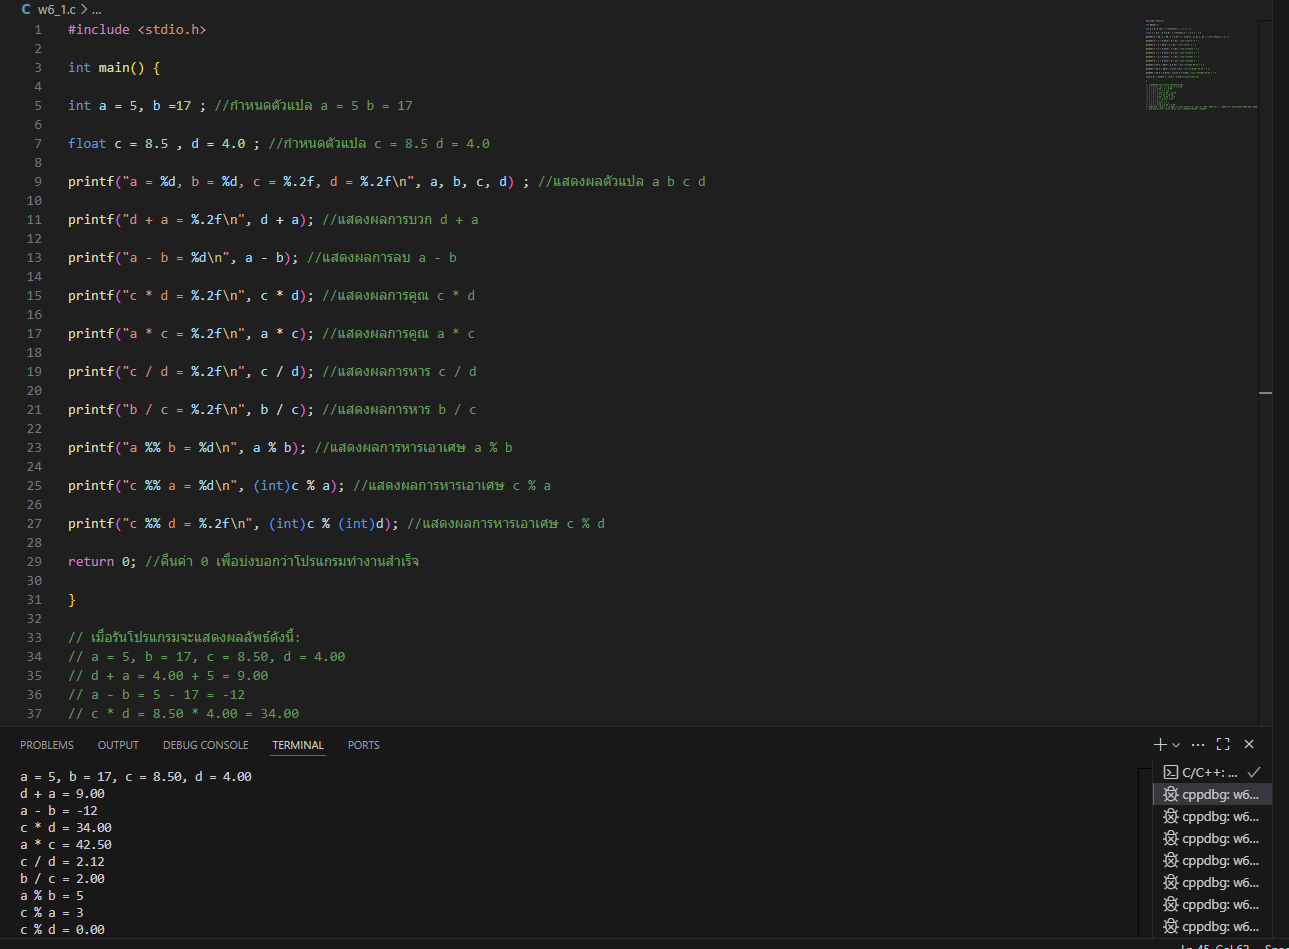 C w6_1.c > ...
1 #include <stdio.h>
2
3 int main() {
4
5 int a = 5, b =17 ; //กำหนดตัวแปล a = 5 b = 17
6
7 float c = 8.5 , d = 4.0 ; //กำหนดตัวแปล c = 8.5 d = 4.0
8
9 printf("a = %d, b = %d, c = %.2f, d = %.2f\n", a, b, c, d) ; //แสดงผลตัวแปล a b c d
10
11 printf("d + a = %.2f\n", d + a); //แสดงผลการบวก d + a
12
13 printf("a - b = %d\n", a - b); //แสดงผลการลบ a - b
14
15 printf("c * d = %.2f\n", c * d); //แสดงผลการคูณ c * d
16
17 printf("a * c = %.2f\n", a * c); //แสดงผลการคูณ a * c
18
19 printf("c / d = %.2f\n", c / d); //แสดงผลการหาร c / d
20
21 printf("b / c = %.2f\n", b / c); //แสดงผลการหาร b / c
22
23 printf("a %% b = %d\n", a % b); //แสดงผลการหารเอาเศษ a % b
24
25 printf("c %% a = %d\n", (int)c % a); //แสดงผลการหารเอาเศษ c % a
26
27 printf("c %% d = %.2f\n", (int)c % (int)d); //แสดงผลการหารเอาเศษ c % d
28
29 return 0; //คืนค่า 0 เพื่อบ่งบอกว่าโปรแกรมทำงานสำเร็จ
30
31 }
32
33 // เมื่อรันโปรแกรมจะแสดงผลลัพธ์ดังนี้:
34 // a = 5, b = 17, c = 8.50, d = 4.00
35 // d + a = 4.00 + 5 = 9.00
36 // a - b = 5 - 17 = -12
37 // c * d = 8.50 * 4.00 = 34.00
PROBLEMS OUTPUT DEBUG CONSOLE TERMINAL PORTS
a = 5, b = 17, c = 8.50, d = 4.00
d + a = 9.00
a - b = -12
c * d = 34.00
a * c = 42.50
c / d = 2.12
b / c = 2.00
a % b = 5
c % a = 3
c % d = 0.00
C/C++: ...
cppdbg: w6...
cppdbg: w6...
cppdbg: w6...
cppdbg: w6...
cppdbg: w6...
cppdbg: w6...
cppdbg: w6...